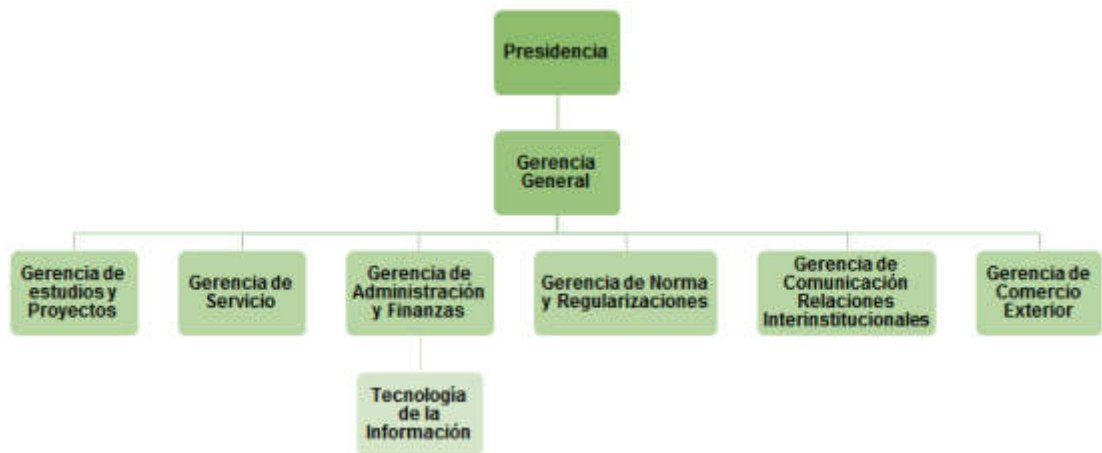 Presidencia
Gerencia
General
Gerencia de
estudios y
Proyectos
Gerencia de
Servicio
Gerencia de
Administración
y Finanzas
Gerencia de Norma
y Regularizaciones
Gerencia de
Comunicación
Relaciones
Interinstitucionales
Gerencia de
Comercio
Exterior
Tecnología
de la
Información